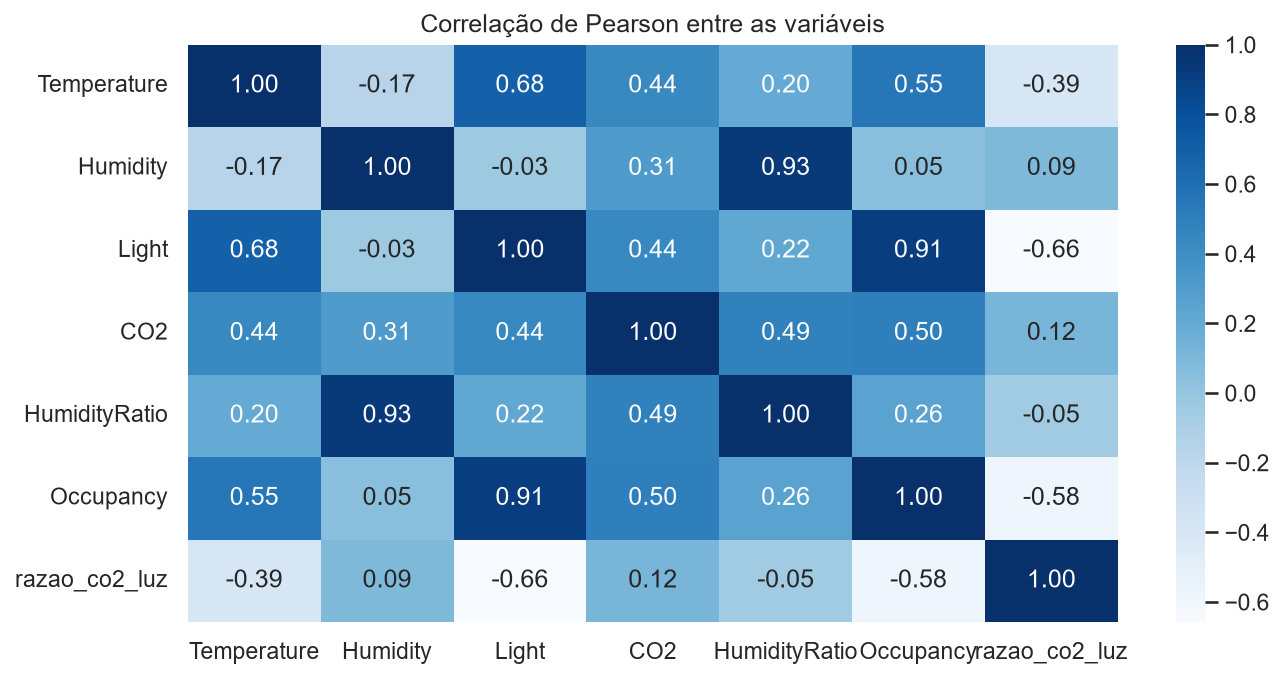 Correlação de Pearson entre as variáveis
Temperature 1.00 -0.17 0.68 0.44 0.20 0.55 -0.39
Humidity -0.17 1.00 -0.03 0.31 0.93 0.05 0.09
Light 0.68 -0.03 1.00 0.44 0.22 0.91 -0.66
CO2 0.44 0.31 0.44 1.00 0.49 0.50 0.12
HumidityRatio 0.20 0.93 0.22 0.49 1.00 0.26 -0.05
Occupancy 0.55 0.05 0.91 0.50 0.26 1.00 -0.58
razao_co2_luz -0.39 0.09 -0.66 0.12 -0.05 -0.58 1.00
Temperature Humidity Light CO2 HumidityRatio Occupancy razao_co2_luz
1.0
0.8
0.6
0.4
0.2
0.0
−0.2
−0.4
−0.6